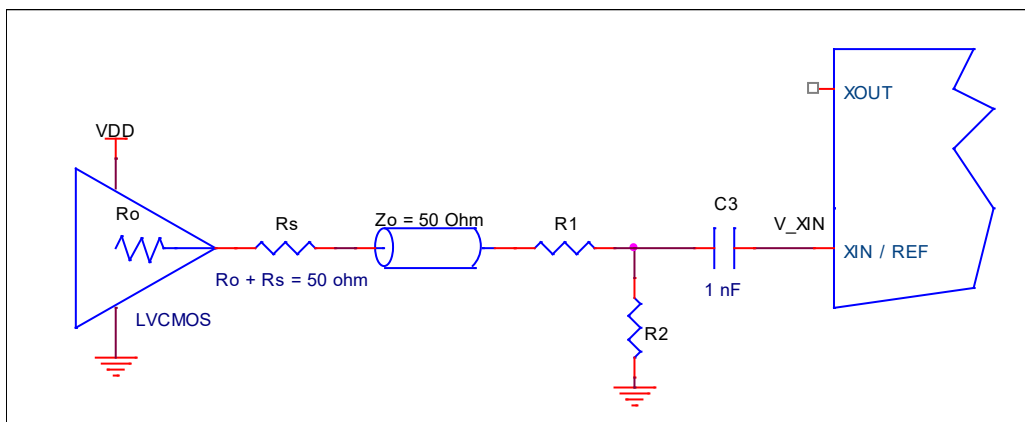 VDD
Ro
Rs
Ro + Rs = 50 ohm
LVCMOS
Zo = 50 Ohm
R1
R2
C3
1 nF
V_XIN
XOUT
XIN / REF